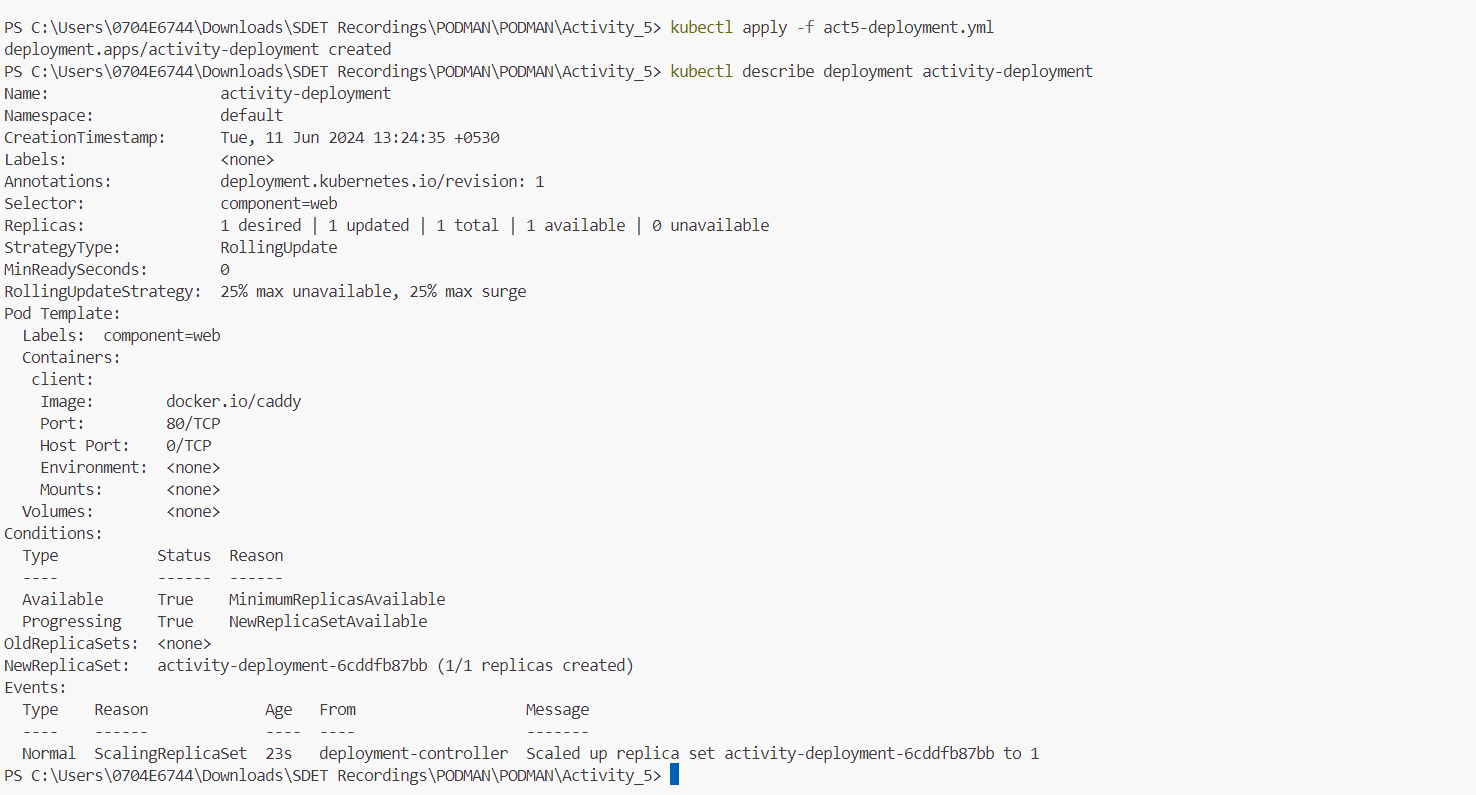 PS C:\Users\0704E6744\Downloads\SDET Recordings\PODMAN\PODMAN\Activity_5> kubectl apply -f act5-deployment.yml
deployment.apps/activity-deployment created
PS C:\Users\0704E6744\Downloads\SDET Recordings\PODMAN\PODMAN\Activity_5> kubectl describe deployment activity-deployment
Name:                   activity-deployment
Namespace:              default
CreationTimestamp:      Tue, 11 Jun 2024 13:24:35 +0530
Labels:                 <none>
Annotations:            deployment.kubernetes.io/revision: 1
Selector:               component=web
Replicas:               1 desired | 1 updated | 1 total | 1 available | 0 unavailable
StrategyType:           RollingUpdate
MinReadySeconds:        0
RollingUpdateStrategy:  25% max unavailable, 25% max surge
Pod Template:
  Labels:  component=web
  Containers:
   client:
    Image:        docker.io/caddy
    Port:         80/TCP
    Host Port:    0/TCP
    Environment:  <none>
    Mounts:       <none>
  Volumes:        <none>
Conditions:
  Type           Status  Reason
  ----           ------  ------
  Available      True    MinimumReplicasAvailable
  Progressing    True    NewReplicaSetAvailable
OldReplicaSets:  <none>
NewReplicaSet:   activity-deployment-6cddfb87bb (1/1 replicas created)
Events:
  Type    Reason             Age   From                   Message
  ----    ------             ----  ----                   -------
  Normal  ScalingReplicaSet  23s   deployment-controller  Scaled up replica set activity-deployment-6cddfb87bb to 1
PS C:\Users\0704E6744\Downloads\SDET Recordings\PODMAN\PODMAN\Activity_5>